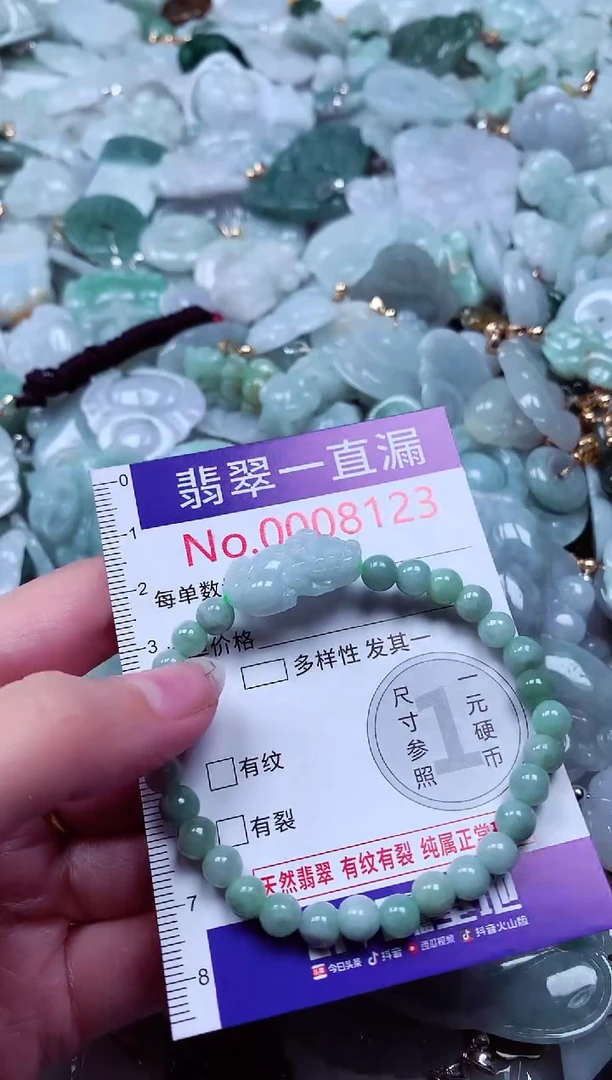 0
翡翠一直漏
1
No.0008123
2
每单数
3
价格
多样性 发其一
尺寸参照
1
一元硬币
有纹
有裂
天然翡翠 有纹有裂 纯属正常
7
8
今日头条 抖音 西瓜视频 抖音火山版